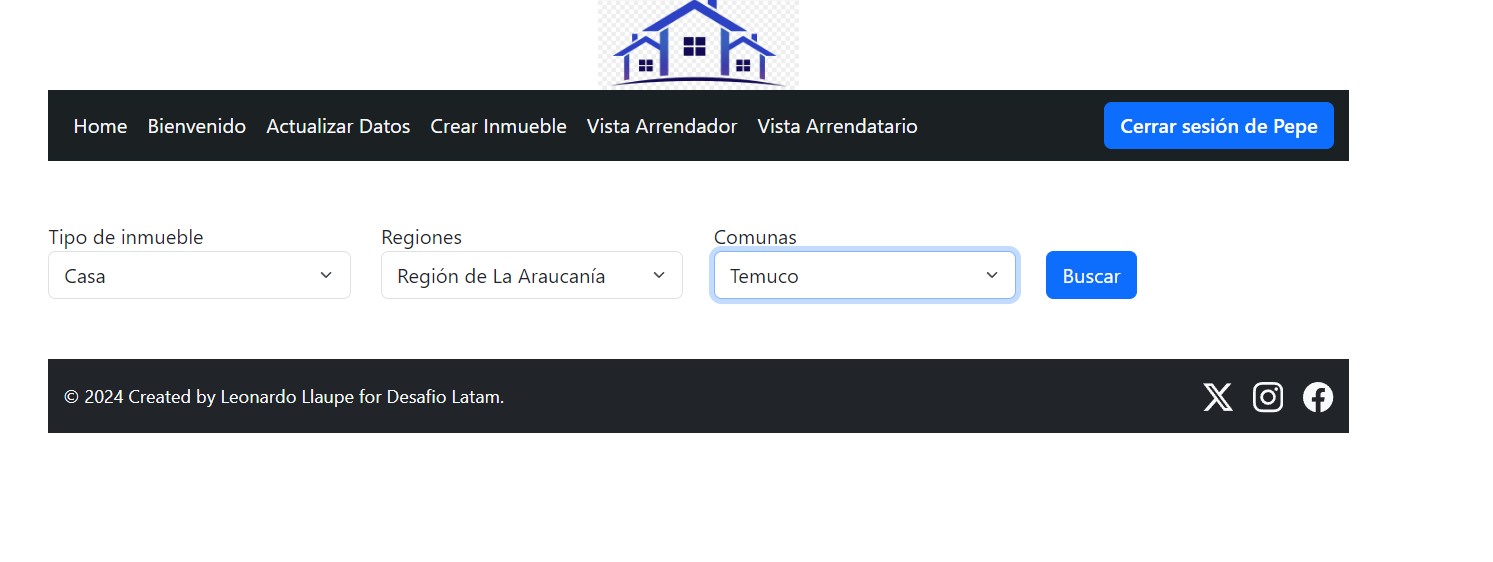 Home Bienvenido Actualizar Datos Crear Inmueble Vista Arrendador Vista Arrendatario Cerrar sesión de Pepe
Tipo de inmueble Regiones Comunas
Casa Región de La Araucanía Temuco Buscar
© 2024 Created by Leonardo Llaupe for Desafio Latam.